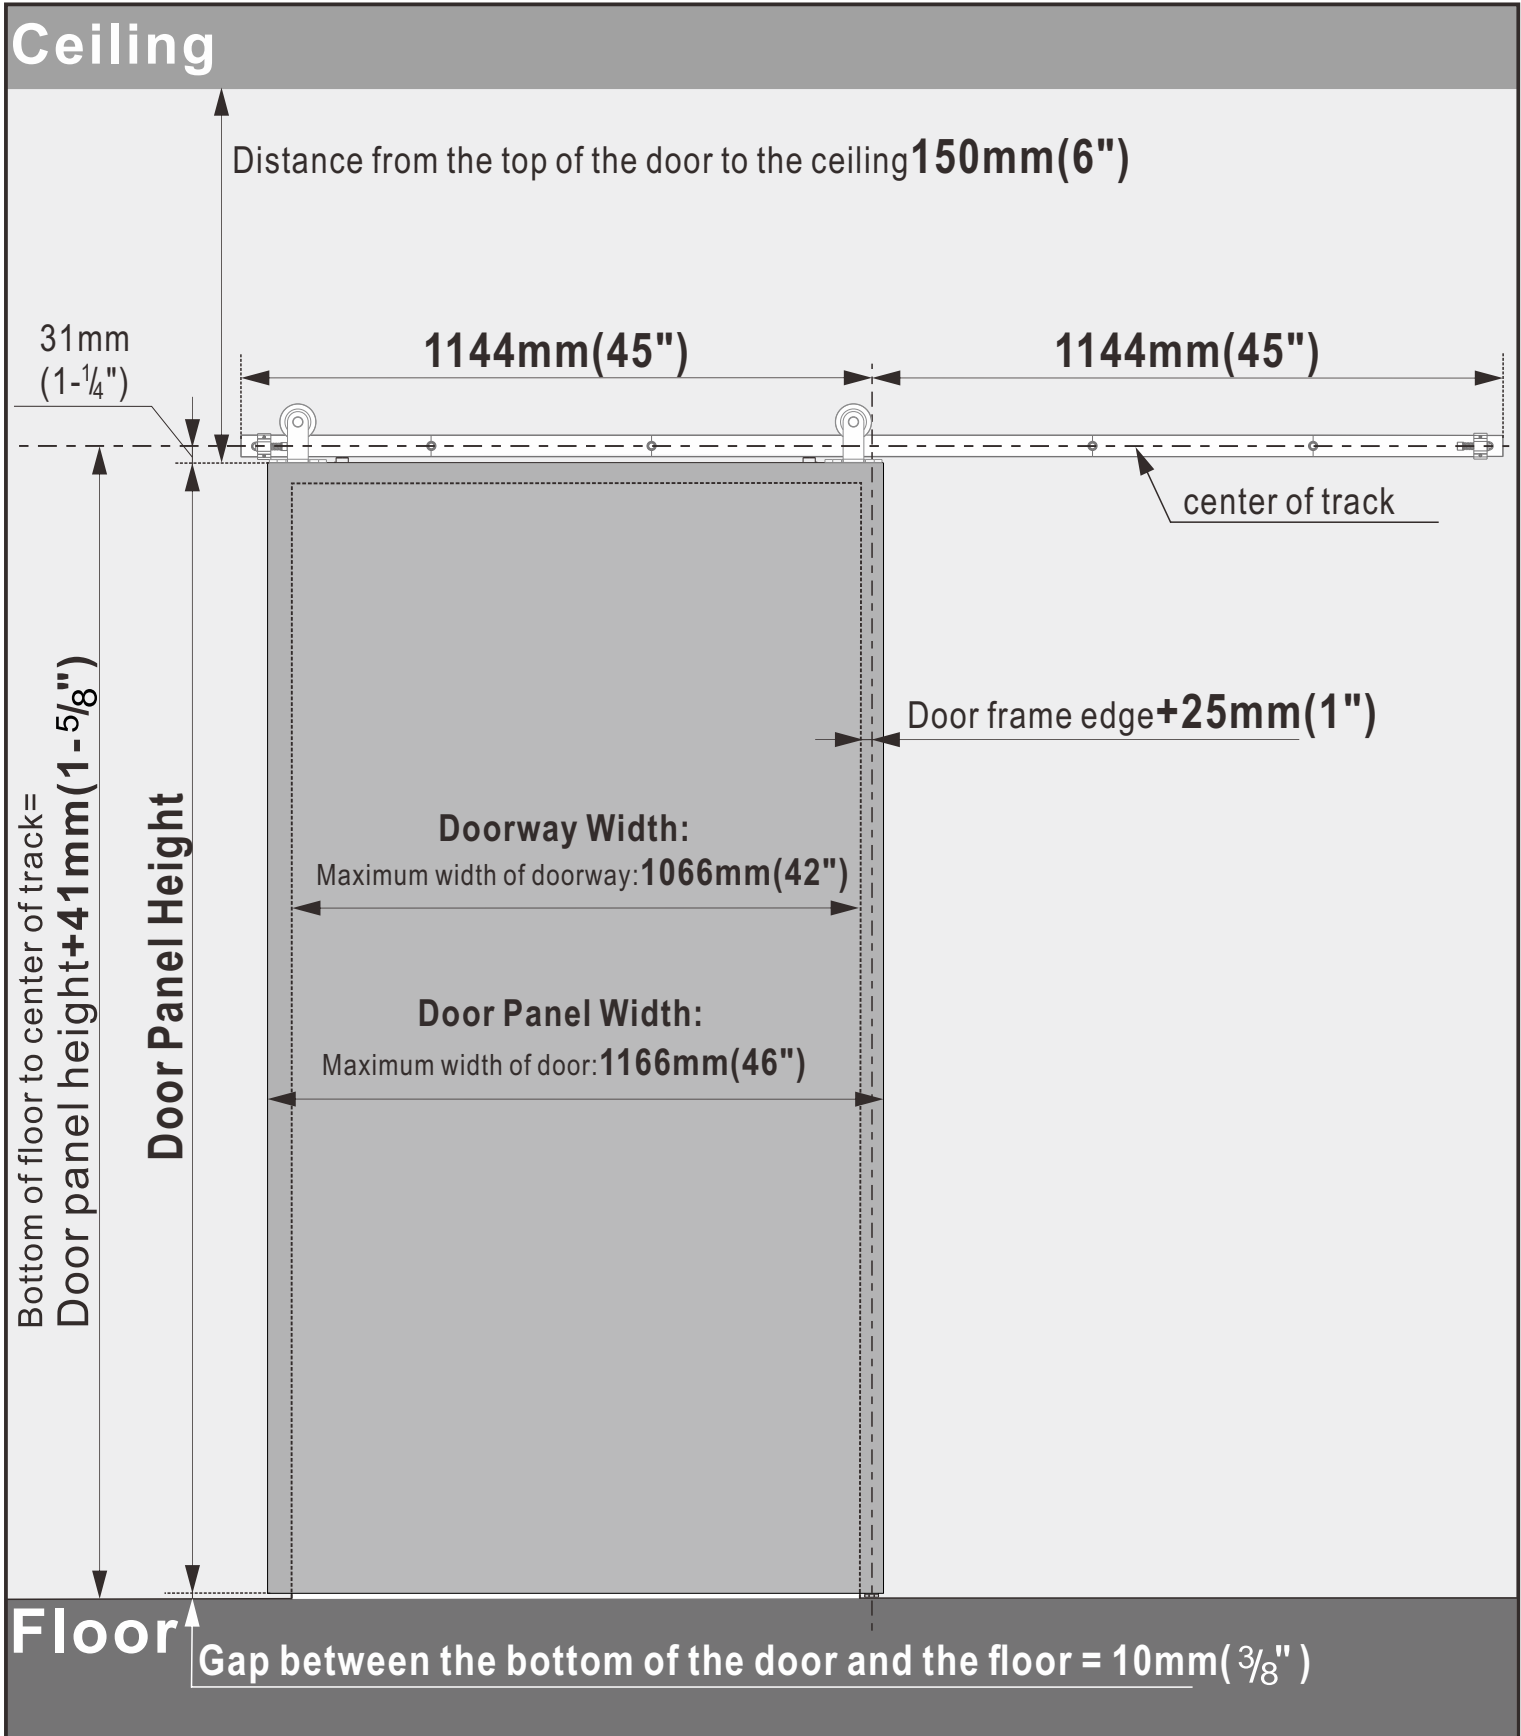 Ceiling
Distance from the top of the door to the ceiling150mm(6")
31mm
(1-1/4")
1144mm(45")
1144mm(45")
center of track
Door frame edge+25mm(1")
Bottom of floor to center of track=
Door panel height+41mm(1-5/8")
Door Panel Height
Doorway Width:
Maximum width of doorway:1066mm(42")
Door Panel Width:
Maximum width of door:1166mm(46")
Floor
Gap between the bottom of the door and the floor = 10mm(3/8")